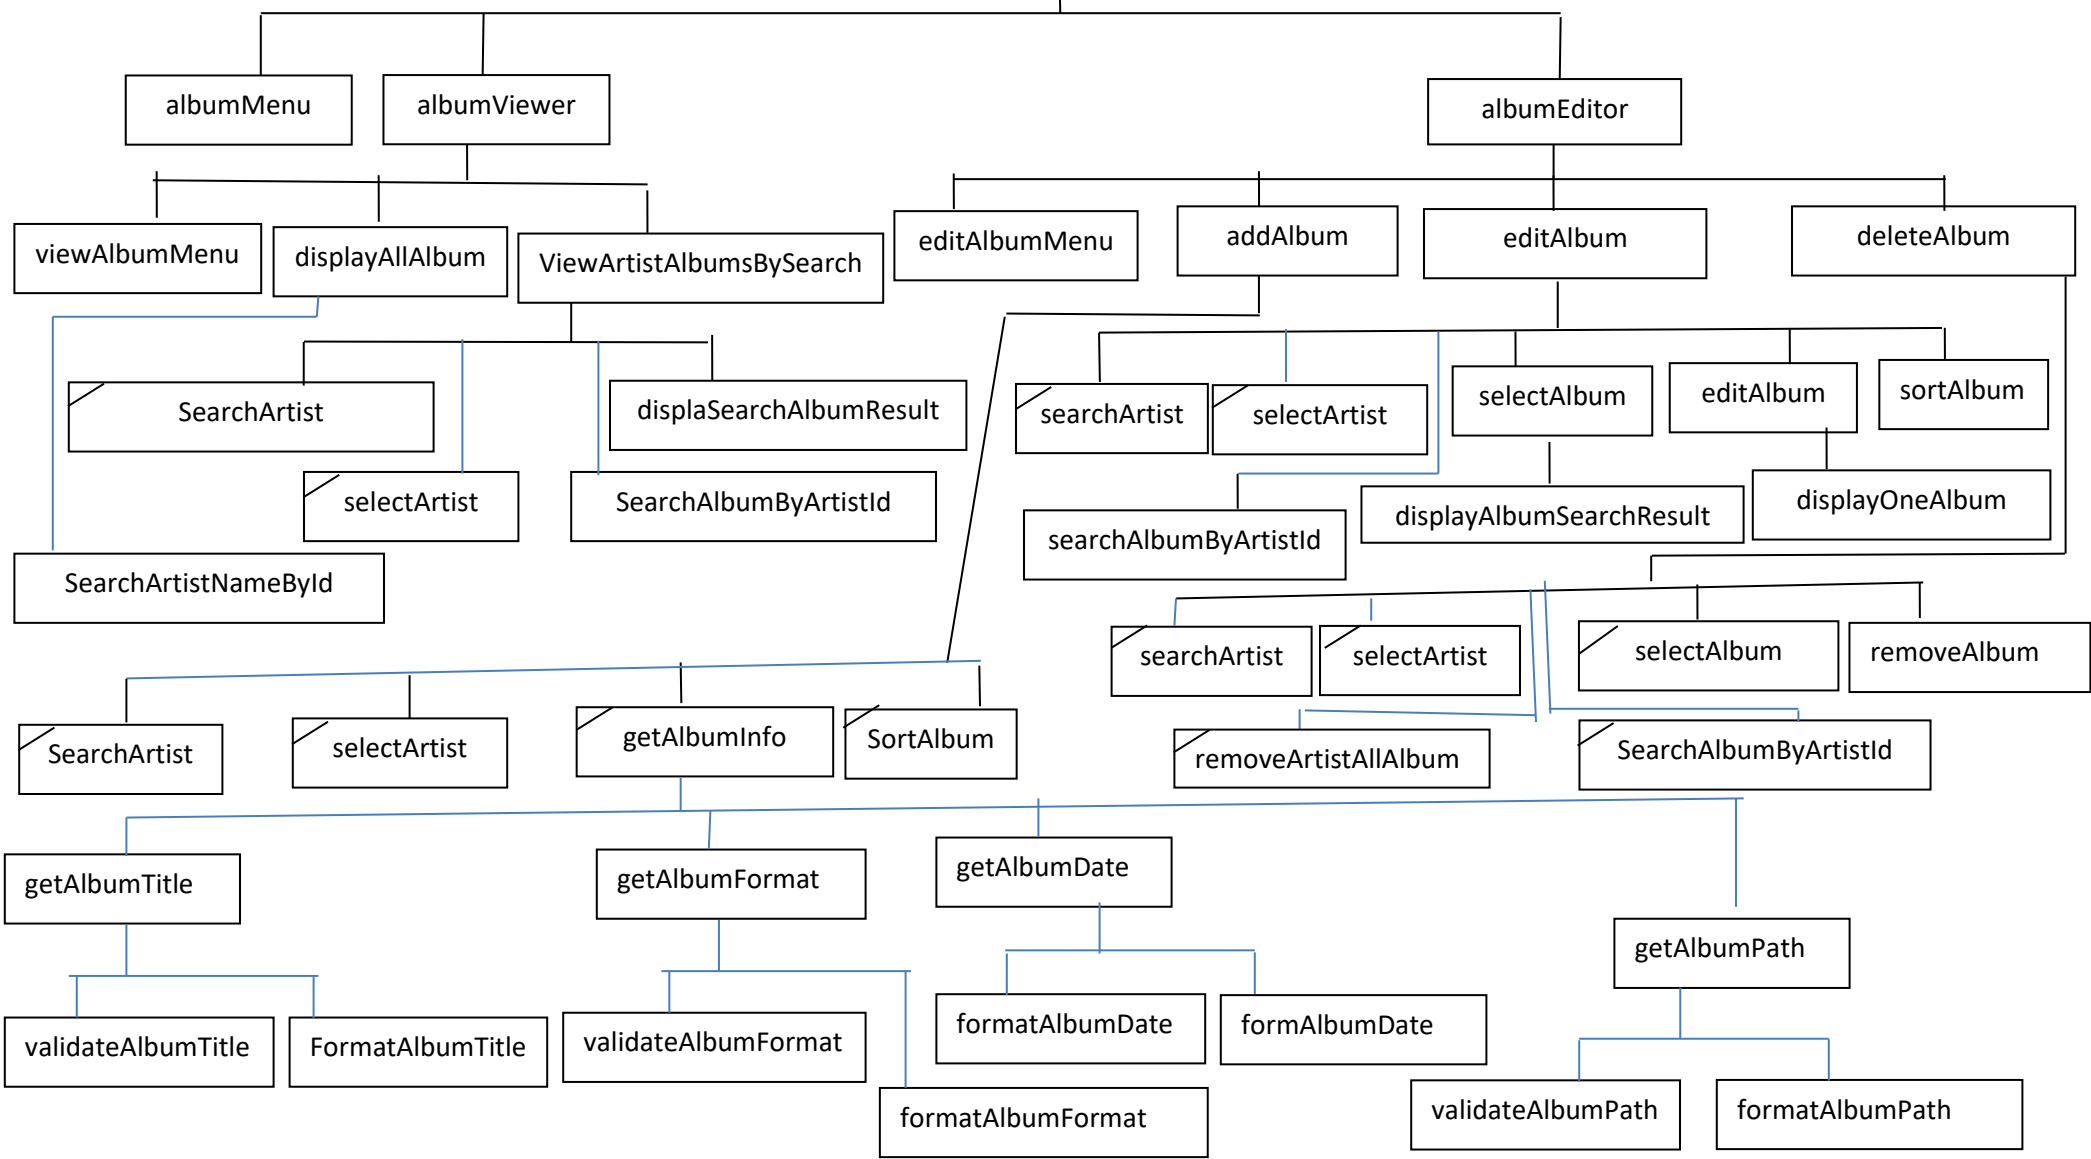 albumMenu
albumViewer
albumEditor
viewAlbumMenu
displayAllAlbum
ViewArtistAlbumsBySearch
editAlbumMenu
addAlbum
editAlbum
deleteAlbum
SearchArtist
displaSearchAlbumResult
searchArtist
selectArtist
selectAlbum
editAlbum
sortAlbum
selectArtist
SearchAlbumByArtistId
searchAlbumByArtistId
displayAlbumSearchResult
displayOneAlbum
SearchArtistNameById
searchArtist
selectArtist
selectAlbum
removeAlbum
SearchArtist
selectArtist
getAlbumInfo
SortAlbum
removeArtistAllAlbum
SearchAlbumByArtistId
getAlbumTitle
getAlbumFormat
getAlbumDate
getAlbumPath
validateAlbumTitle
FormatAlbumTitle
validateAlbumFormat
formatAlbumDate
formAlbumDate
formatAlbumFormat
validateAlbumPath
formatAlbumPath